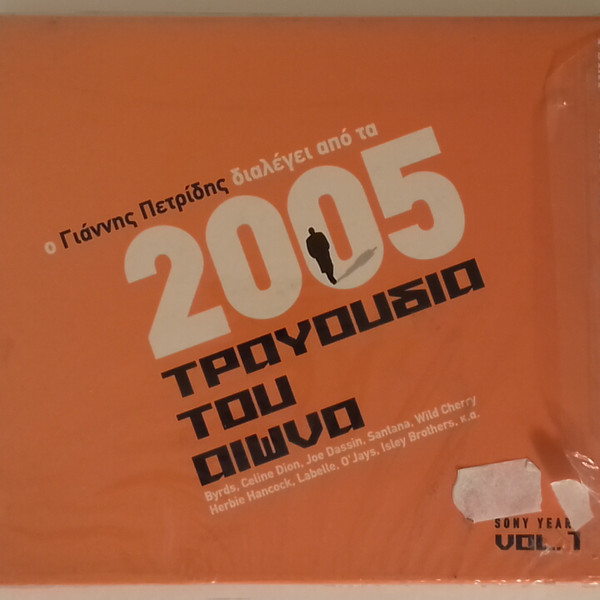 ο Γιάννης Πετρίδης διαλέγει από τα
2005
τραγουδια
του
αιωνα
Byrds, Celine Dion, Joe Dassin, Santana, Wild Cherry
Herbie Hancock, Labelle, O'Jays, Isley Brothers, κ.α.
SONY YEAR
VOL.1